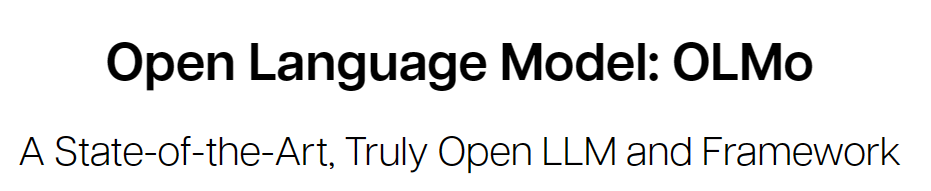 Open Language Model: OLMo
A State-of-the-Art, Truly Open LLM and Framework